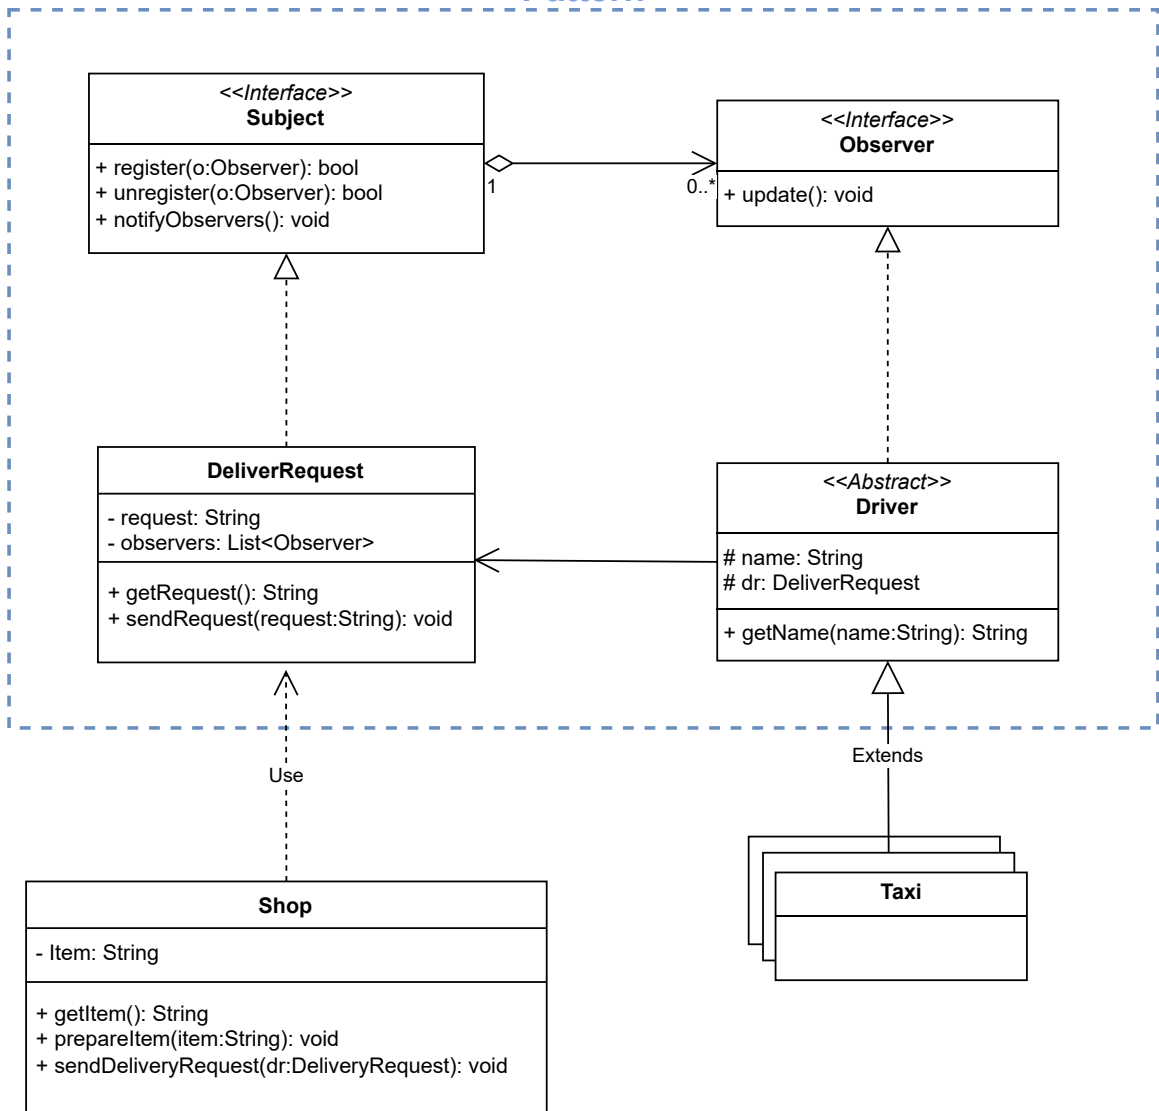 <<Interface>>
Subject
+ register(o:Observer): bool
+ unregister(o:Observer): bool
+ notifyObservers(): void
1
0..*
<<Interface>>
Observer
+ update(): void
DeliverRequest
- request: String
- observers: List<Observer>
+ getRequest(): String
+ sendRequest(request:String): void
<<Abstract>>
Driver
# name: String
# dr: DeliverRequest
+ getName(name:String): String
Use
Extends
Shop
- Item: String
+ getItem(): String
+ prepareItem(item:String): void
+ sendDeliveryRequest(dr:DeliveryRequest): void
Taxi